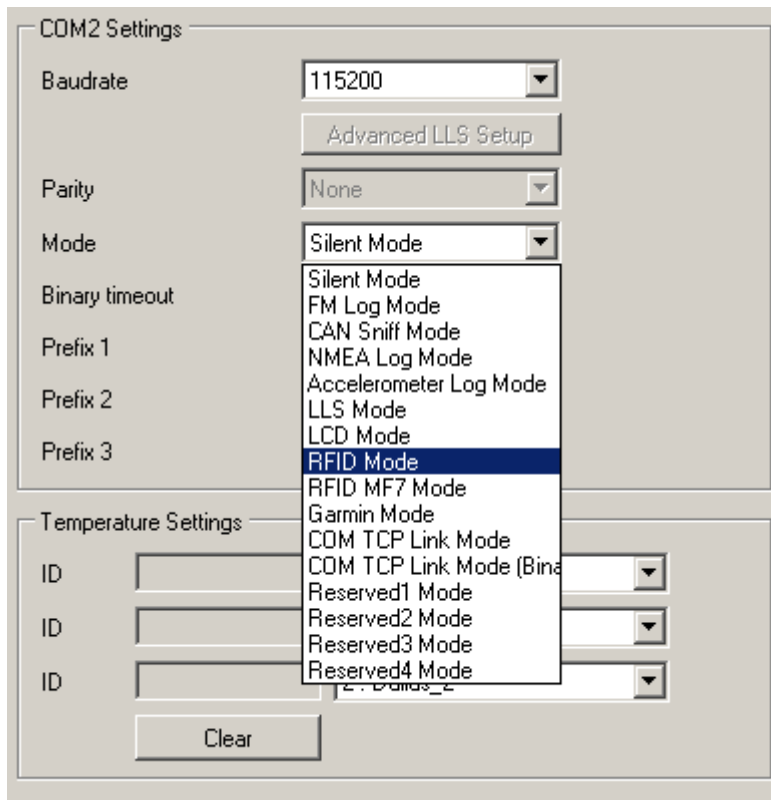 COM2 Settings
Baudrate 115200
Advanced LLS Setup
Parity None
Mode Silent Mode
Silent Mode
Binary timeout
FM Log Mode
CAN Sniff Mode
Prefix 1
NMEA Log Mode
Accelerometer Log Mode
Prefix 2
LLS Mode
LCD Mode
Prefix 3
RFID Mode
RFID MF7 Mode
Temperature Settings
Garmin Mode
COM TCP Link Mode
ID
COM TCP Link Mode (Bina
Reserved1 Mode
ID
Reserved2 Mode
Reserved3 Mode
ID
Reserved4 Mode
Clear